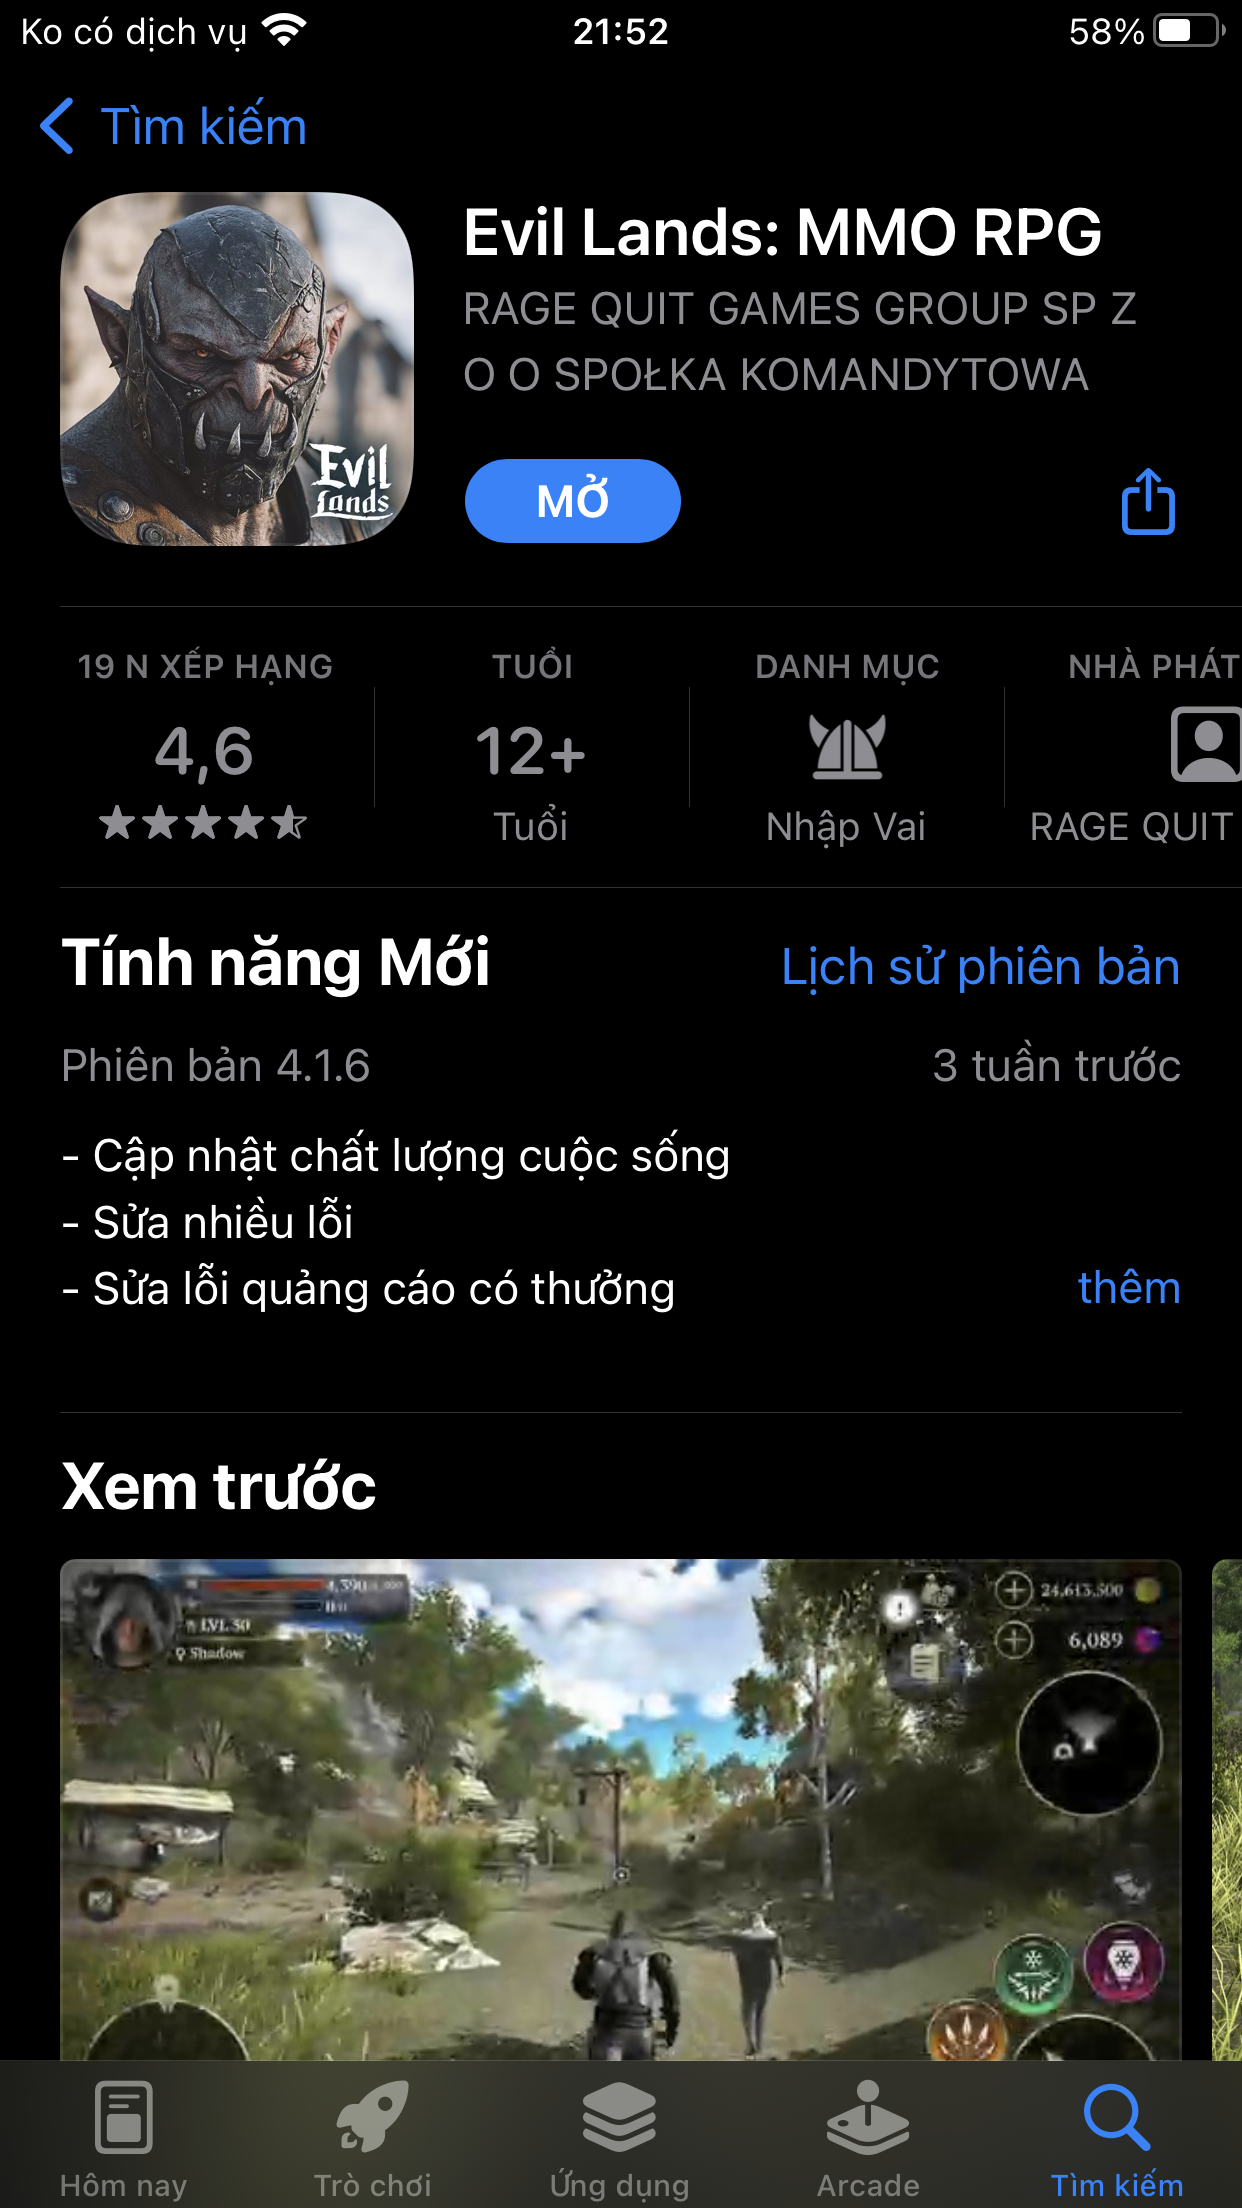 Ko có dịch vụ
21:52
58%
Tìm kiếm
Evil Lands: MMO RPG
RAGE QUIT GAMES GROUP SP Z
O O SPOŁKA KOMANDYTOWA
MỞ
Evil
Lands
19 N XẾP HẠNG
TUỔI
DANH MỤC
NHÀ PHÁT
4,6
12+
Tuổi
Nhập Vai
RAGE QUIT
Tính năng Mới
Lịch sử phiên bản
Phiên bản 4.1.6
3 tuần trước
- Cập nhật chất lượng cuộc sống
- Sửa nhiều lỗi
- Sửa lỗi quảng cáo có thưởng
thêm
Xem trước
LVL 50
Shadow
24,613,500
6,089
Hôm nay
Trò chơi
Ứng dụng
Arcade
Tìm kiếm